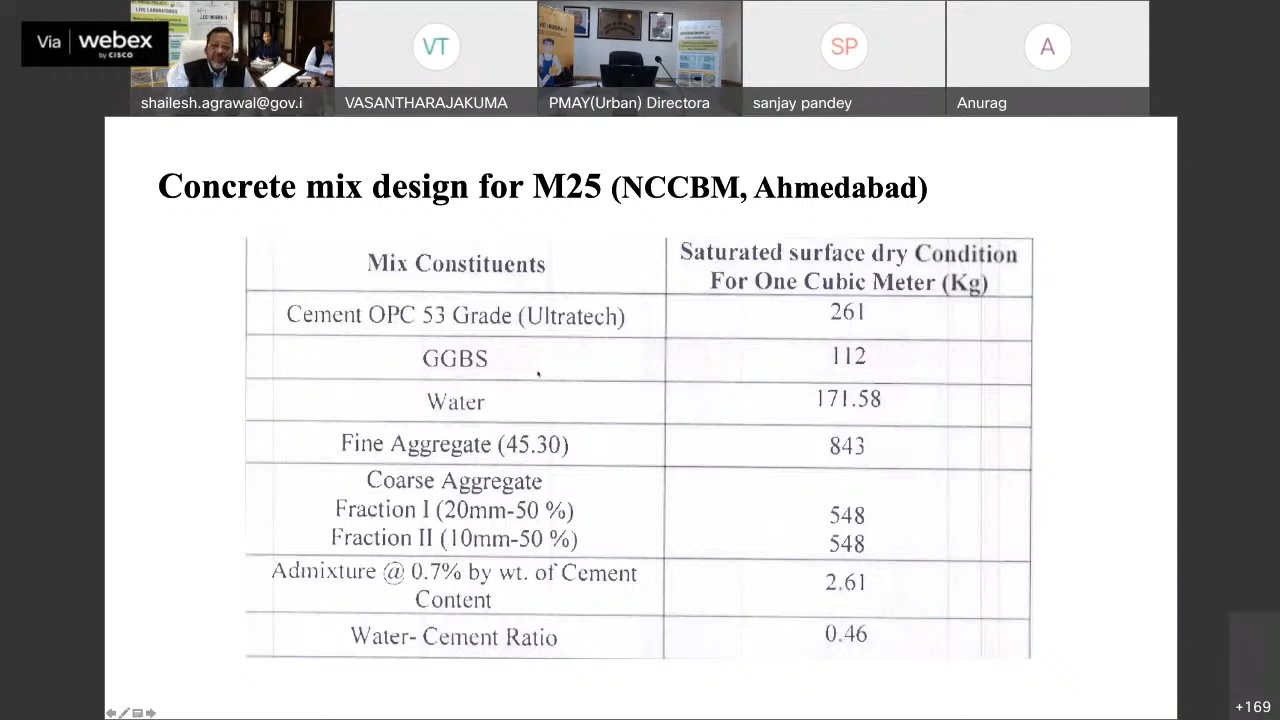 Via webex
by CISCO
LIVE LABORATORIES
VT
SP
A
shailesh.agrawal@gov.i
VASANTHARAJAKUMA
PMAY(Urban) Directora
sanjay pandey
Anurag
Concrete mix design for M25 (NCCBM, Ahmedabad)
Mix Constituents
Saturated surface dry Condition
For One Cubic Meter (Kg)
Cement OPC 53 Grade (Ultratech)
261
GGBS
112
Water
171.58
Fine Aggregate (45.30)
843
Coarse Aggregate
Fraction I (20mm-50 %)
548
Fraction II (10mm-50 %)
548
Admixture @ 0.7% by wt. of Cement
Content
2.61
Water- Cement Ratio
0.46
+169